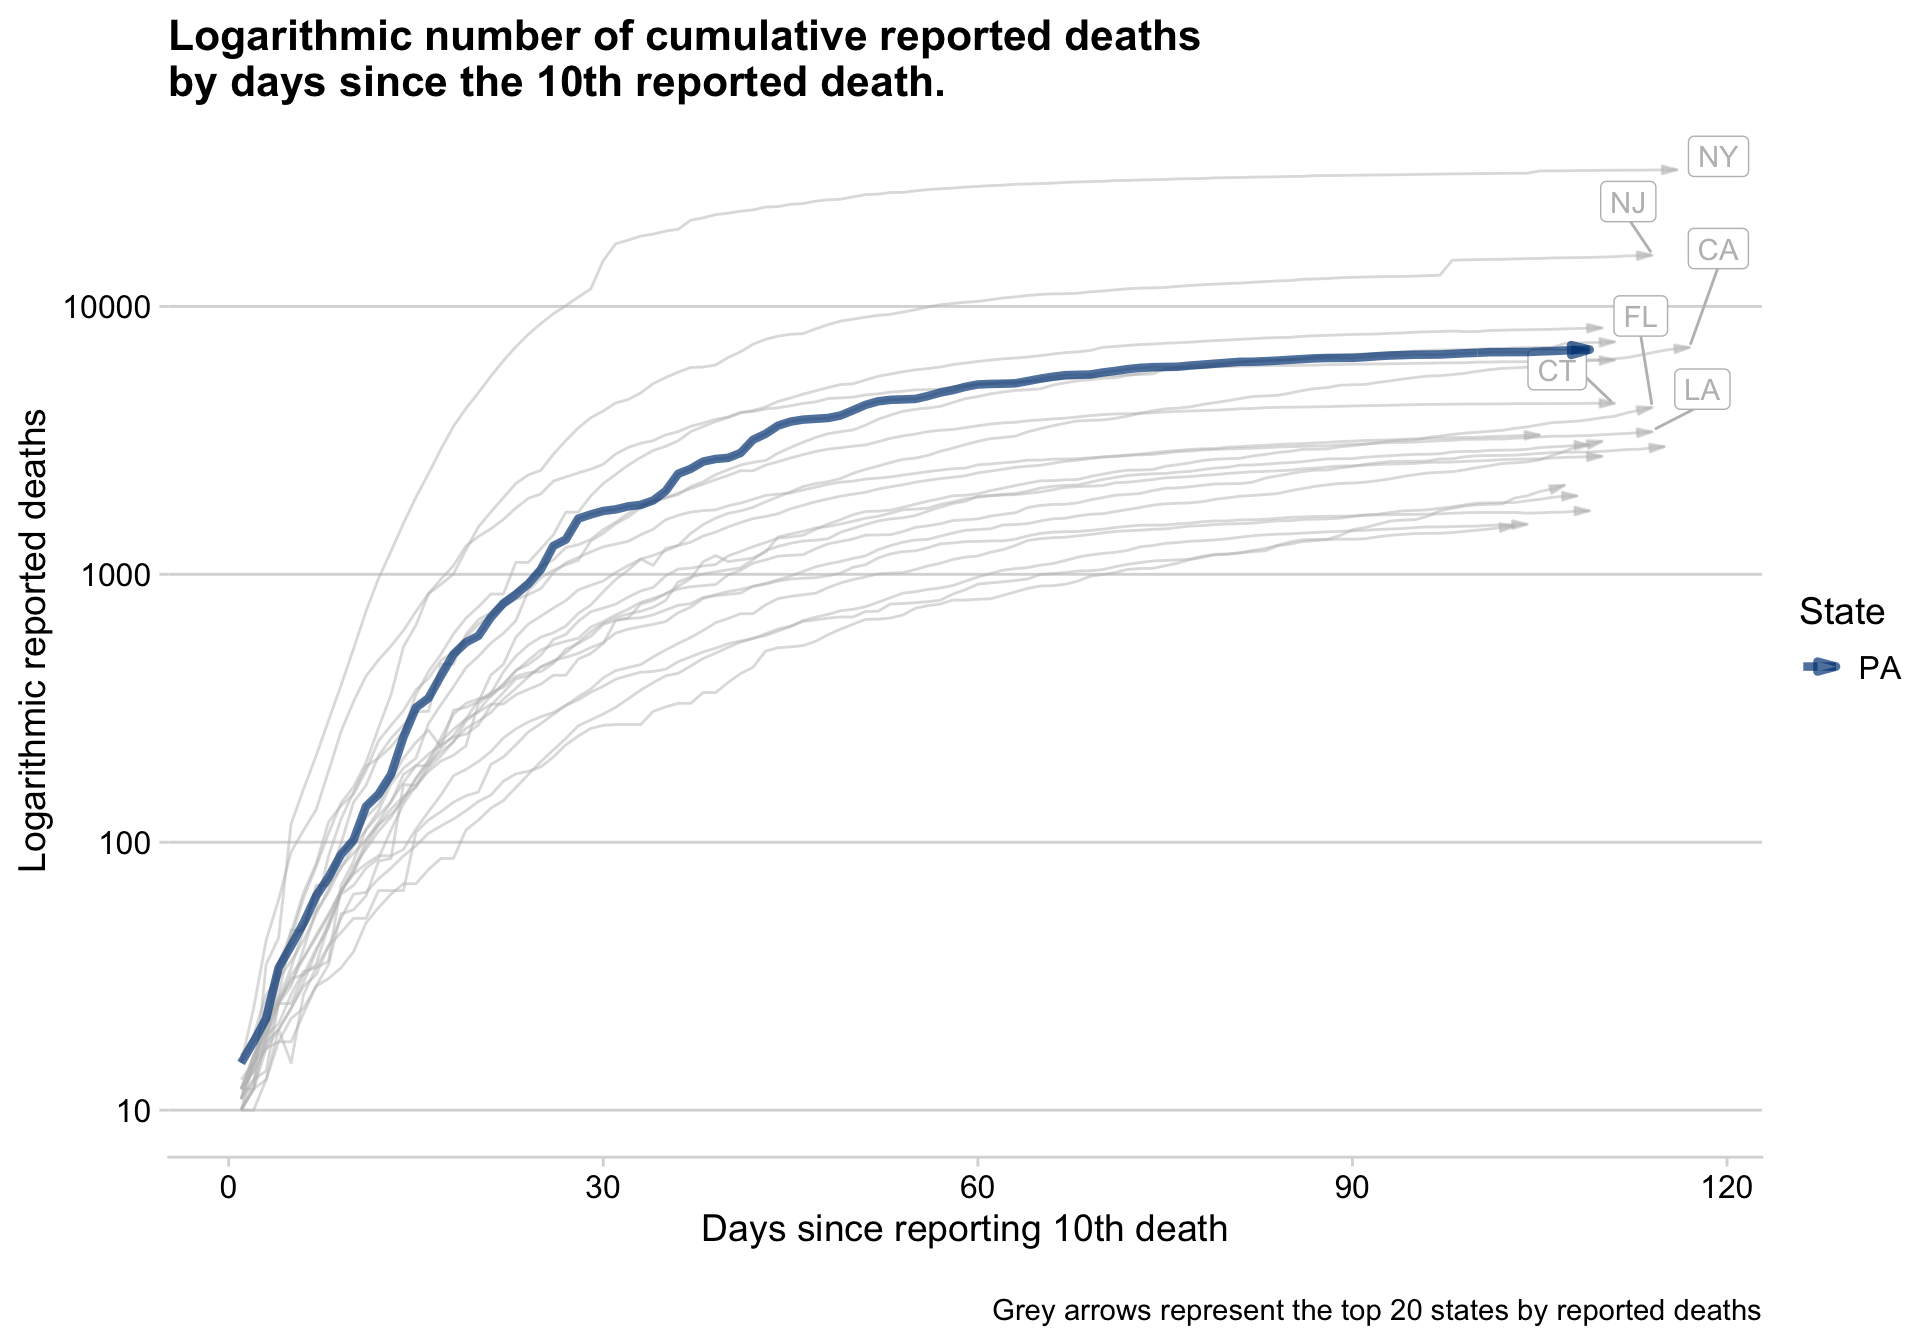 Logarithmic number of cumulative reported deaths
by days since the 10th reported death.
NY
NJ
CA
FL
CT
LA
10000
1000
100
10
Logarithmic reported deaths
0 30 60 90 120
Days since reporting 10th death
State
PA
Grey arrows represent the top 20 states by reported deaths